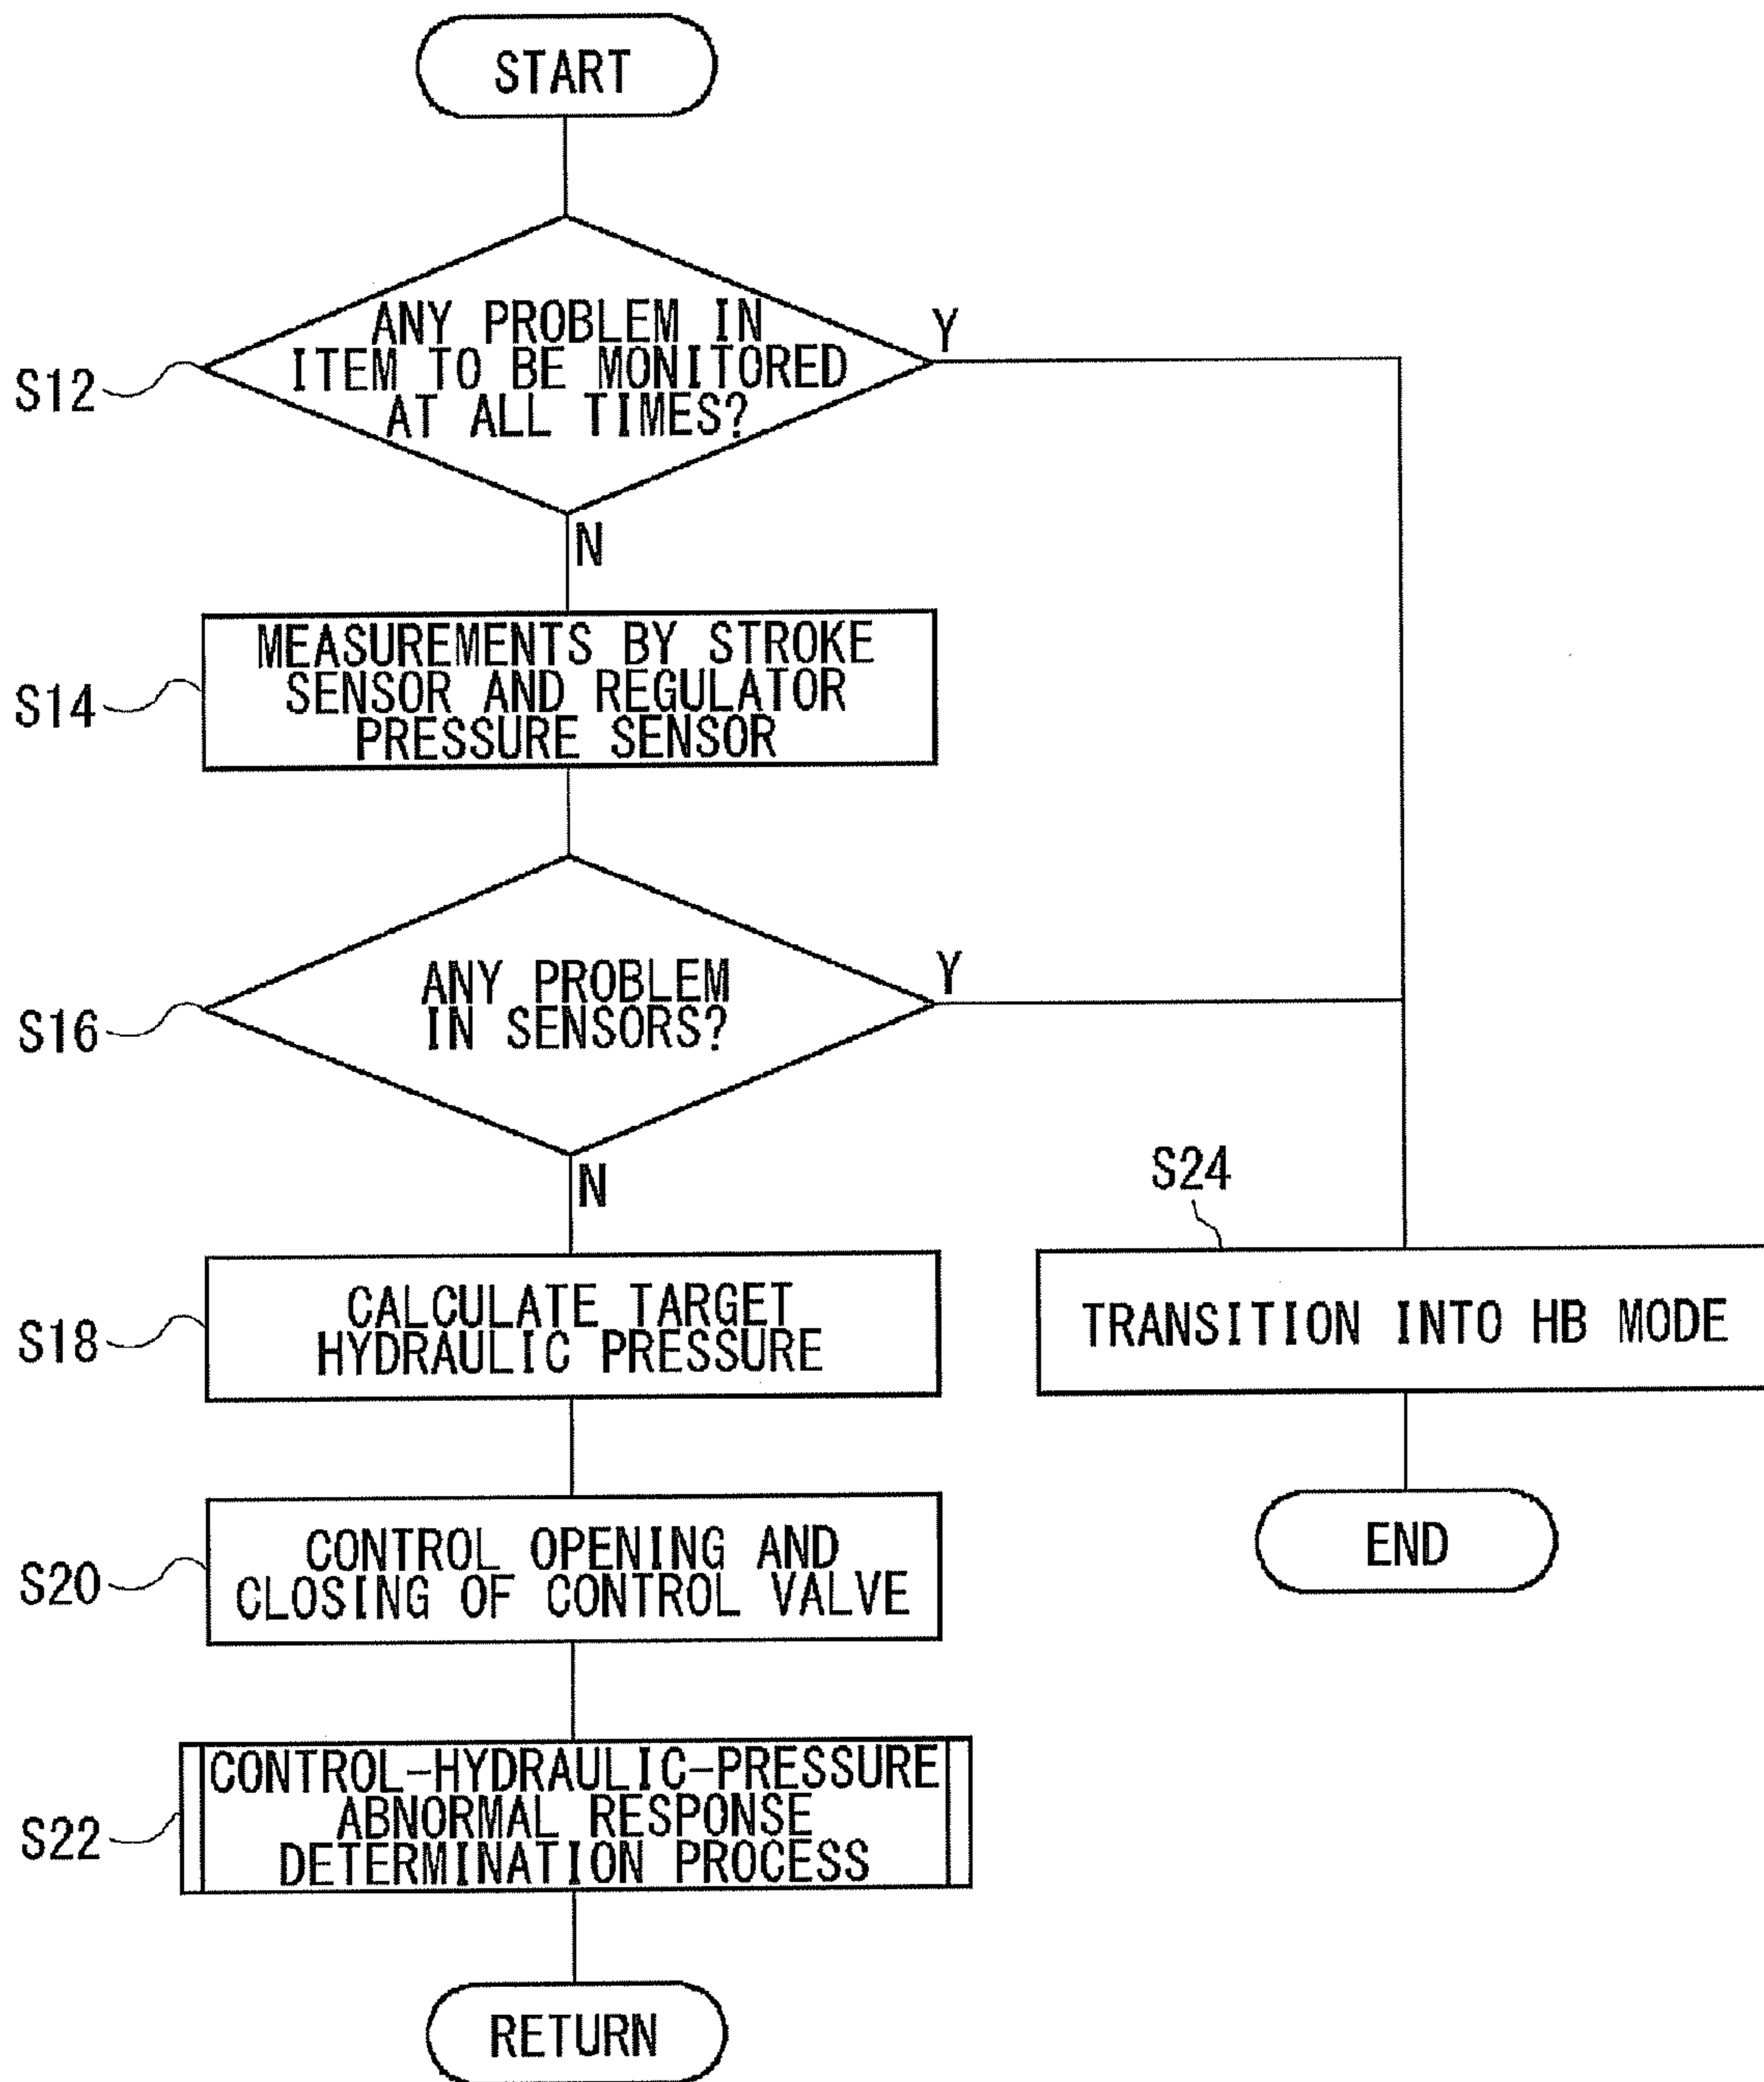 START
ANY PROBLEM IN
ITEM TO BE MONITORED
AT ALL TIMES?
Y
S12
N
MEASUREMENTS BY STROKE
SENSOR AND REGULATOR
PRESSURE SENSOR
S14
ANY PROBLEM
IN SENSORS?
Y
S16
N
S24
CALCULATE TARGET
HYDRAULIC PRESSURE
S18
TRANSITION INTO HB MODE
CONTROL OPENING AND
CLOSING OF CONTROL VALVE
S20
END
CONTROL-HYDRAULIC-PRESSURE
ABNORMAL RESPONSE
DETERMINATION PROCESS
S22
RETURN